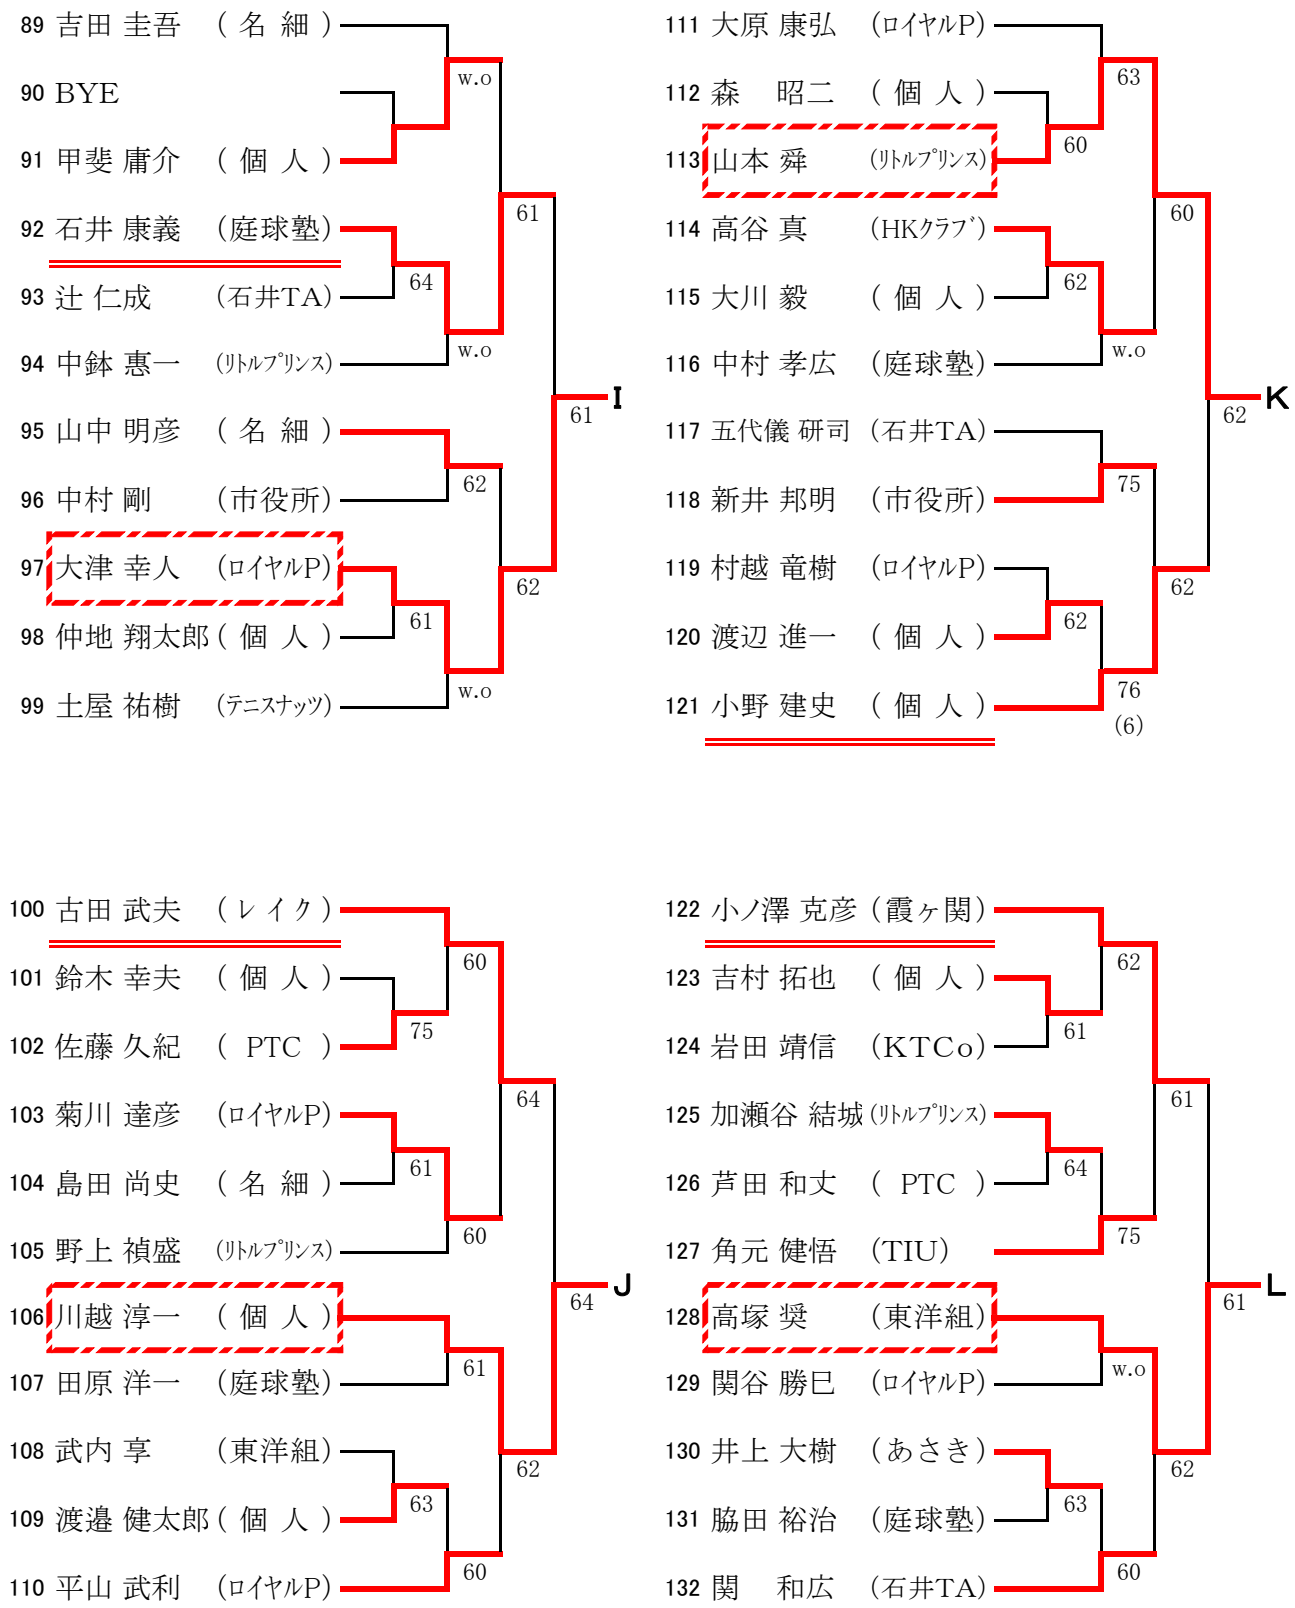 89 吉田 圭吾 (名 細)
w.o
90 BYE
91 甲斐 庸介 (個 人)
61
92 石井 康義 (庭球塾)
64
93 辻 仁成 (石井TA)
w.o
94 中鉢 惠一 (リトルプリンス)
61 I
95 山中 明彦 (名 細)
62
96 中村 剛 (市役所)
97 大津 幸人 (ロイヤルP)
62
61
98 仲地 翔太郎 (個 人)
w.o
99 土屋 祐樹 (テニスナッツ)
111 大原 康弘 (ロイヤルP)
63
112 森 昭二 (個 人)
60
113 山本 舜 (リトルプリンス)
60
114 高谷 真 (HKクラブ)
62
115 大川 毅 (個 人)
w.o
116 中村 孝広 (庭球塾)
62 K
117 五代儀 研司 (石井TA)
75
118 新井 邦明 (市役所)
119 村越 竜樹 (ロイヤルP)
62
62
120 渡辺 進一 (個 人)
76
121 小野 建史 (個 人)
(6)
100 古田 武夫 (レイク)
60
101 鈴木 幸夫 (個 人)
75
102 佐藤 久紀 (PTC)
64
103 菊川 達彦 (ロイヤルP)
61
104 島田 尚史 (名 細)
60
105 野上 禎盛 (リトルプリンス)
64 J
106 川越 淳一 (個 人)
61
107 田原 洋一 (庭球塾)
108 武内 享 (東洋組)
62
63
109 渡邉 健太郎 (個 人)
60
110 平山 武利 (ロイヤルP)
122 小ノ澤 克彦 (霞ヶ関)
62
123 吉村 拓也 (個 人)
61
124 岩田 靖信 (KTCo)
61
125 加瀬谷 結城 (リトルプリンス)
64
126 芦田 和丈 (PTC)
75
127 角元 健悟 (TIU)
61 L
128 高塚 奨 (東洋組)
w.o
129 関谷 勝巳 (ロイヤルP)
130 井上 大樹 (あさき)
62
63
131 脇田 裕治 (庭球塾)
60
132 関 和広 (石井TA)